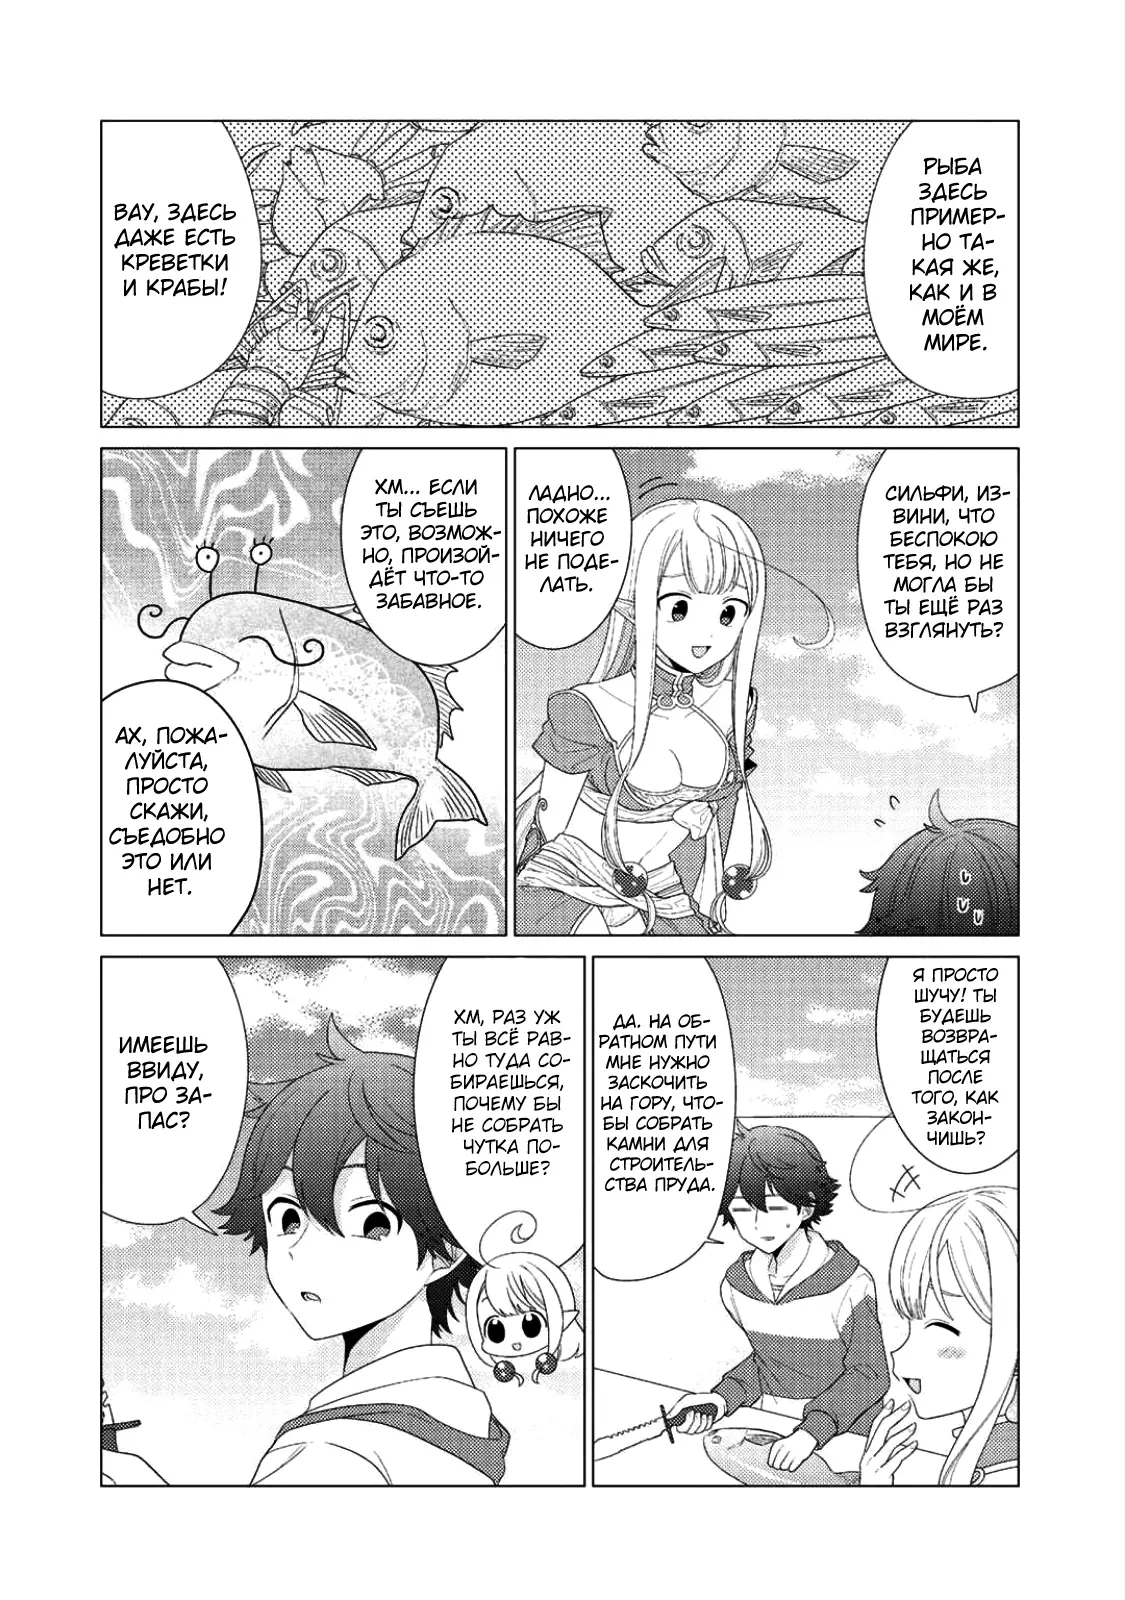 РЫБА
ЗДЕСЬ
ПРИМЕР-
НО ТА-
КАЯ ЖЕ,
КАК И В
МОЁМ
МИРЕ.
ВАУ, ЗДЕСЬ
ДАЖЕ ЕСТЬ
КРЕВЕТКИ
И КРАБЫ!
СИЛЬФИ, ИЗ-
ВИНИ, ЧТО
БЕСПОКОЮ
ТЕБЯ, НО НЕ
МОГЛА БЫ
ТЫ ЕЩЁ РАЗ
ВЗГЛЯНУТЬ?
ЛАДНО...
ПОХОЖЕ
НИЧЕГО
НЕ ПОДЕ-
ЛАТЬ.
ХМ... ЕСЛИ
ТЫ СЪЕШЬ
ЭТО, ВОЗМОЖ-
НО, ПРОИЗОЙ-
ДЁТ ЧТО-ТО
ЗАБАВНОЕ.
АХ, ПОЖА-
ЛУЙСТА,
ПРОСТО
СКАЖИ,
СЪЕДОБНО
ЭТО ИЛИ
НЕТ.
Я ПРОСТО
ШУЧУ! ТЫ
БУДЕШЬ
ВОЗВРА-
ЩАТЬСЯ
ПОСЛЕ
ТОГО, КАК
ЗАКОН-
ЧИШЬ?
ДА. НА ОБ-
РАТНОМ ПУТИ
МНЕ НУЖНО
ЗАСКОЧИТЬ
НА ГОРУ, ЧТО-
БЫ СОБРАТЬ
КАМНИ ДЛЯ
СТРОИТЕЛЬ-
СТВА ПРУДА.
ХМ, РАЗ УЖ
ТЫ ВСЁ РАВ-
НО ТУДА СО-
БИРАЕШЬСЯ,
ПОЧЕМУ БЫ
НЕ СОБРАТЬ
ЧУТКА ПО-
БОЛЬШЕ?
ИМЕЕШЬ
ВВИДУ,
ПРО ЗА-
ПАС?